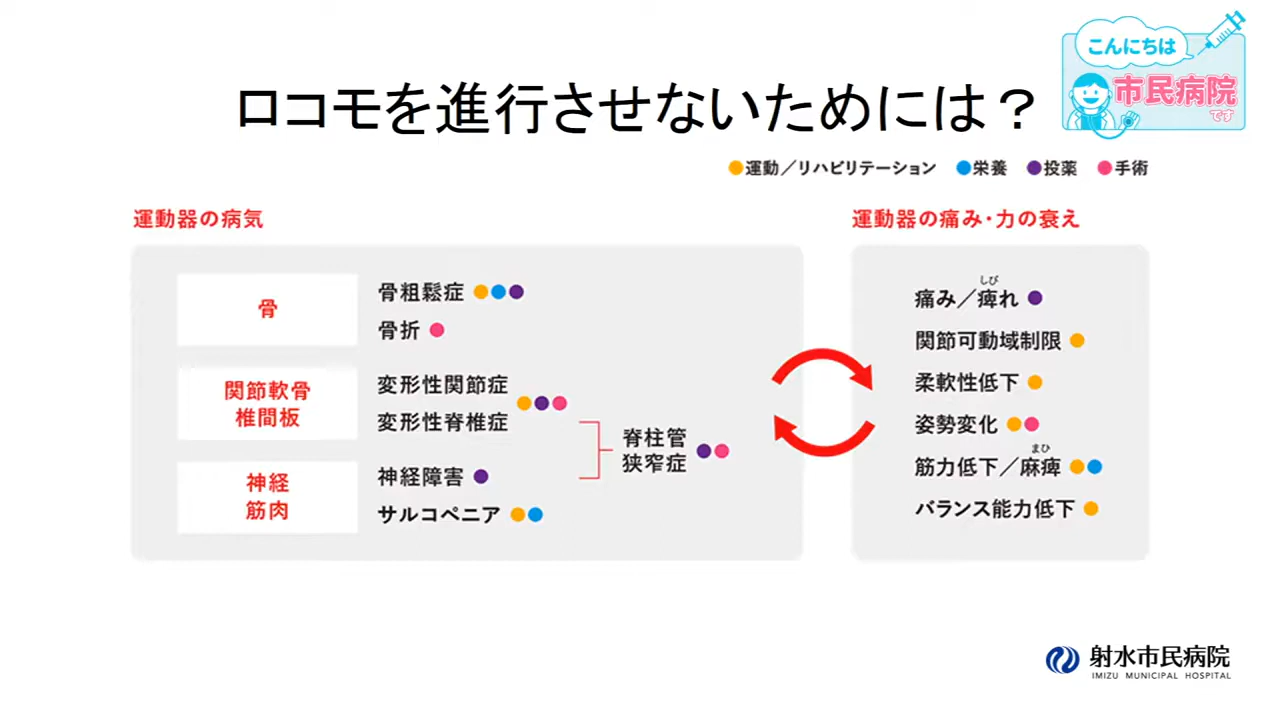 こんにちは
市民病院
です
ロコモを進行させないためには？
運動／リハビリテーション 栄養 投薬 手術
運動器の病気
骨
骨粗鬆症
骨折
関節軟骨
椎間板
変形性関節症
変形性脊椎症
神経
筋肉
神経障害
サルコペニア
脊柱管
狭窄症
運動器の痛み・力の衰え
しび
痛み／痺れ
関節可動域制限
柔軟性低下
姿勢変化
まひ
筋力低下／麻痺
バランス能力低下
射水市民病院
IMIZU MUNICIPAL HOSPITAL